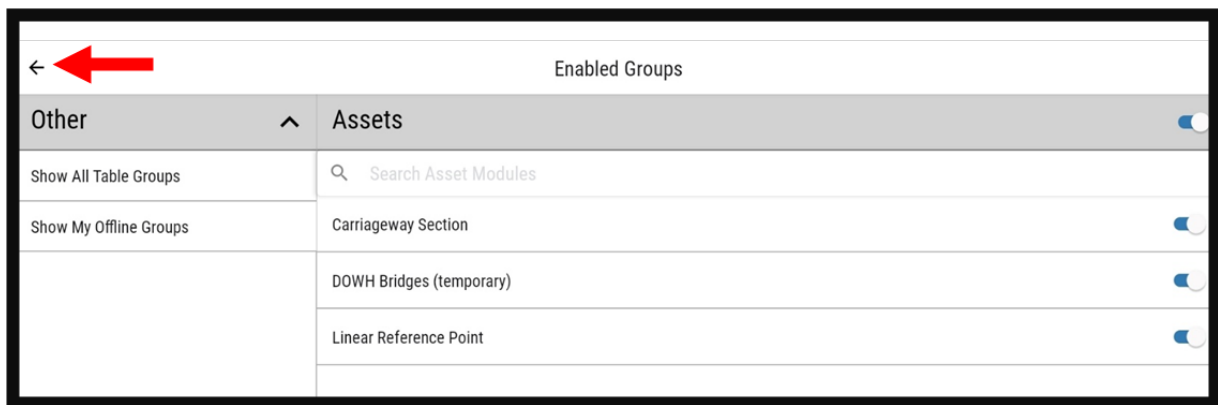 Enabled Groups
Other
Assets
Show All Table Groups
Search Asset Modules
Show My Offline Groups
Carriageway Section
DOWH Bridges (temporary)
Linear Reference Point